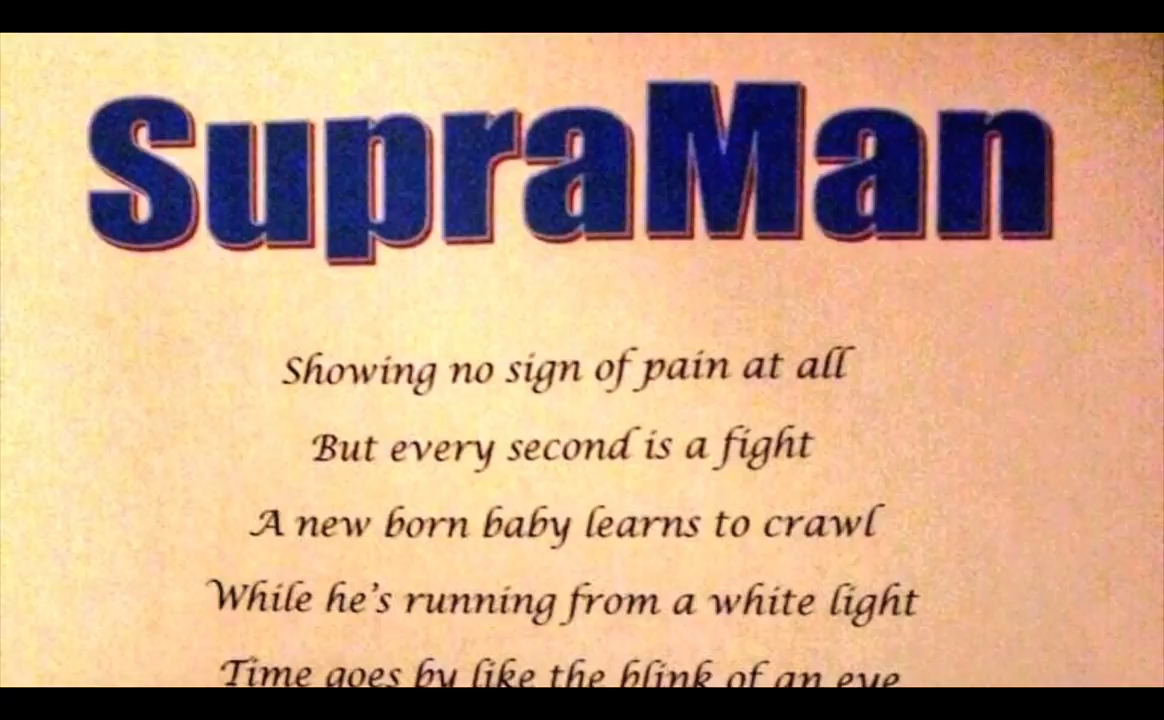 SupraMan
Showing no sign of pain at all
But every second is a fight
A new born baby learns to crawl
While he's running from a white light
Time goes by like the blink of an eye